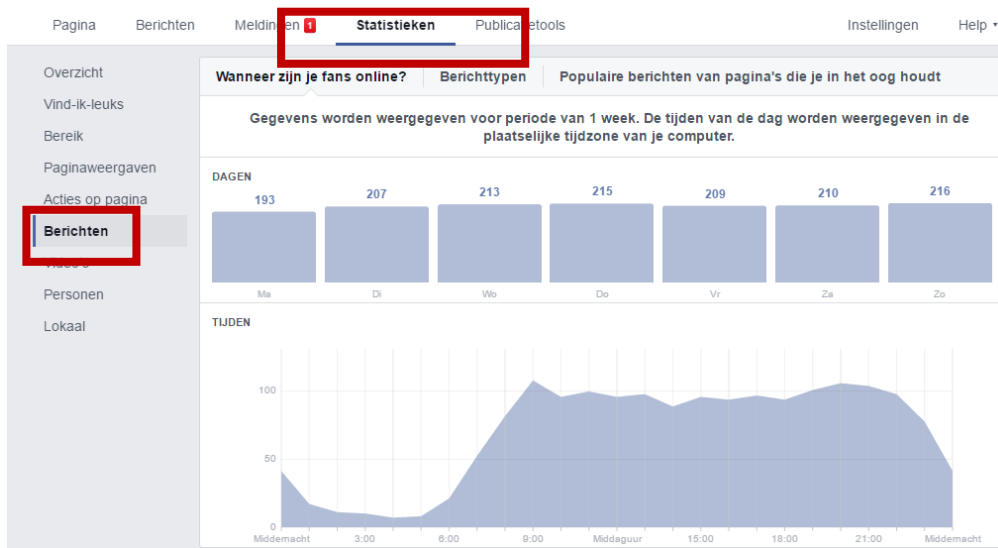 Pagina Berichten Meldingen 1 Statistieken Publicatietools Instellingen Help
Overzicht
Vind-ik-leuks
Bereik
Paginaweergaven
Acties op pagina
Berichten
Video's
Personen
Lokaal
Wanneer zijn je fans online? Berichttypen Populaire berichten van pagina's die je in het oog houdt
Gegevens worden weergegeven voor periode van 1 week. De tijden van de dag worden weergegeven in de
plaatselijke tijdzone van je computer.
DAGEN
193 207 213 215 209 210 216
Ma Di Wo Do Vr Za Zo
TIJDEN
100
50
0
Middernacht 3:00 6:00 9:00 Middaguur 15:00 18:00 21:00 Middernacht